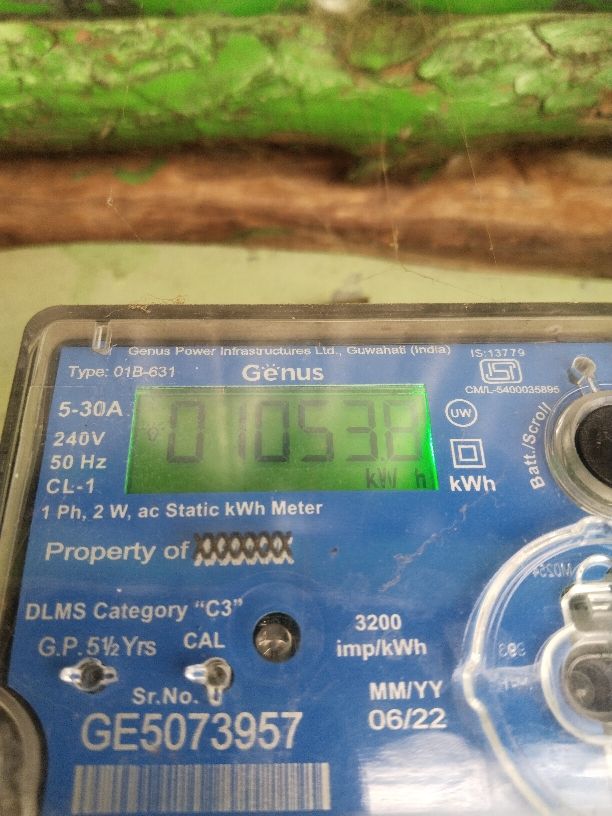 Genus Power Infrastructures Ltd., Guwahati (India)
IS:13779
Type: 01B-631
Genus
CM/L-5400035895
5-30A
240V
50 Hz
CL-1
01053.8
kW h
UW
kWh
Batt./Scroll
1 Ph, 2 W, ac Static kWh Meter
Property of
DLMS Category "C3"
G.P. 5½ Yrs
CAL
3200
imp/kWh
Sr.No.
MM/YY
06/22
GE5073957